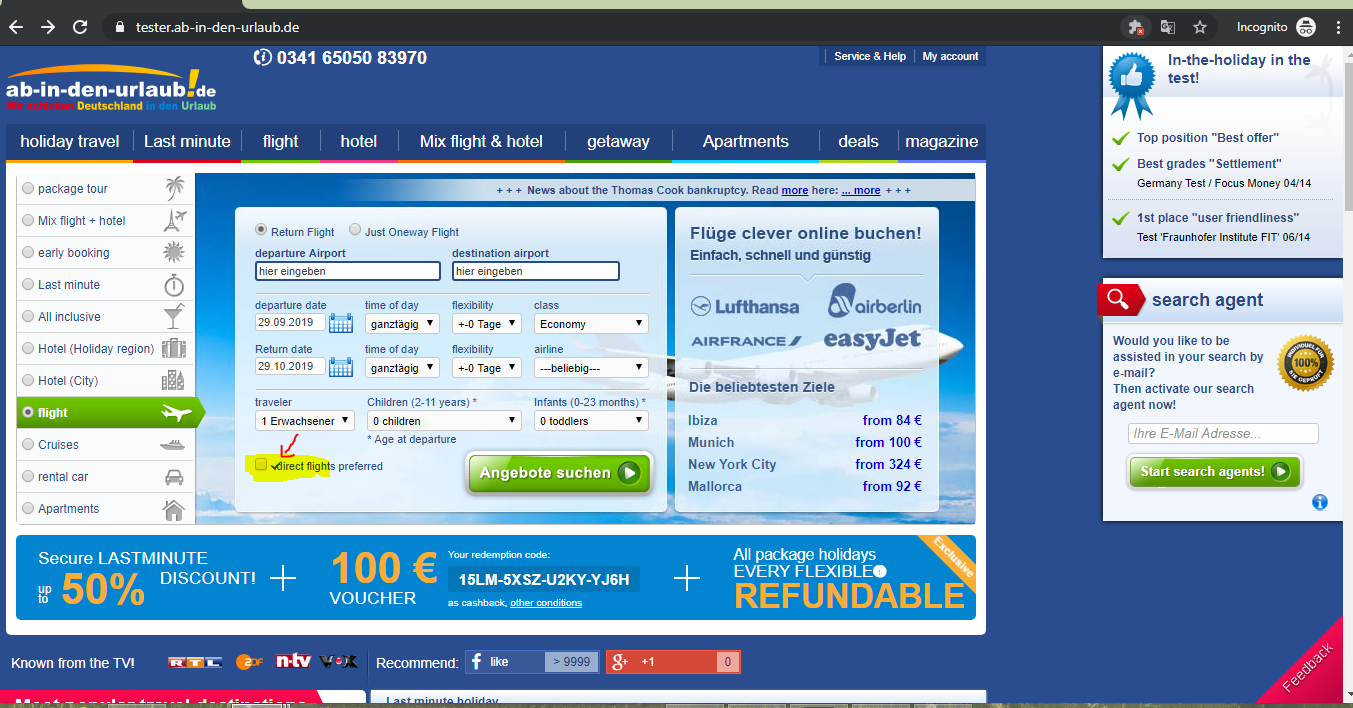 tester.ab-in-den-urlaub.de
Incognito
0341 65050 83970
Service & Help
My account
ab-in-den-urlaub!.de
Wir schicken Deutschland in den Urlaub
holiday travel
Last minute
flight
hotel
Mix flight & hotel
getaway
Apartments
deals
magazine
package tour
Mix flight + hotel
early booking
Last minute
All inclusive
Hotel (Holiday region)
Hotel (City)
flight
Cruises
rental car
Apartments
+ + + News about the Thomas Cook bankruptcy. Read more here: ... more + + +
Return Flight
Just Oneway Flight
departure Airport
destination airport
hier eingeben
hier eingeben
departure date
time of day
flexibility
class
29.09.2019
ganztägig
+-0 Tage
Economy
Return date
time of day
flexibility
airline
29.10.2019
ganztägig
+-0 Tage
---beliebig---
traveler
Children (2-11 years) *
Infants (0-23 months) *
1 Erwachsener
0 children
0 toddlers
* Age at departure
direct flights preferred
Angebote suchen
Flüge clever online buchen!
Einfach, schnell und günstig
Lufthansa
airberlin
AIRFRANCE
easyJet
Die beliebtesten Ziele
Ibiza from 84 €
Munich from 100 €
New York City from 324 €
Mallorca from 92 €
Secure LASTMINUTE
up to 50% DISCOUNT!
100 €
VOUCHER
Your redemption code:
15LM-5XSZ-U2KY-YJ6H
as cashback, other conditions
All package holidays
EVERY FLEXIBLE
REFUNDABLE
Exclusive
Known from the TV!
RTL
ZDF
n-tv
VOX
Recommend:
like
> 9999
g+
+1
0
Last minute holiday
In-the-holiday in the
test!
Top position "Best offer"
Best grades "Settlement"
Germany Test / Focus Money 04/14
1st place "user friendliness"
Test 'Fraunhofer Institute FIT' 06/14
search agent
Would you like to be
assisted in your search by
e-mail?
Then activate our search
agent now!
INDIVIDUELL FÜR
100%
SIE GEPRÜFT
Ihre E-Mail Adresse...
Start search agents!
Feedback
Most popular travel destinations